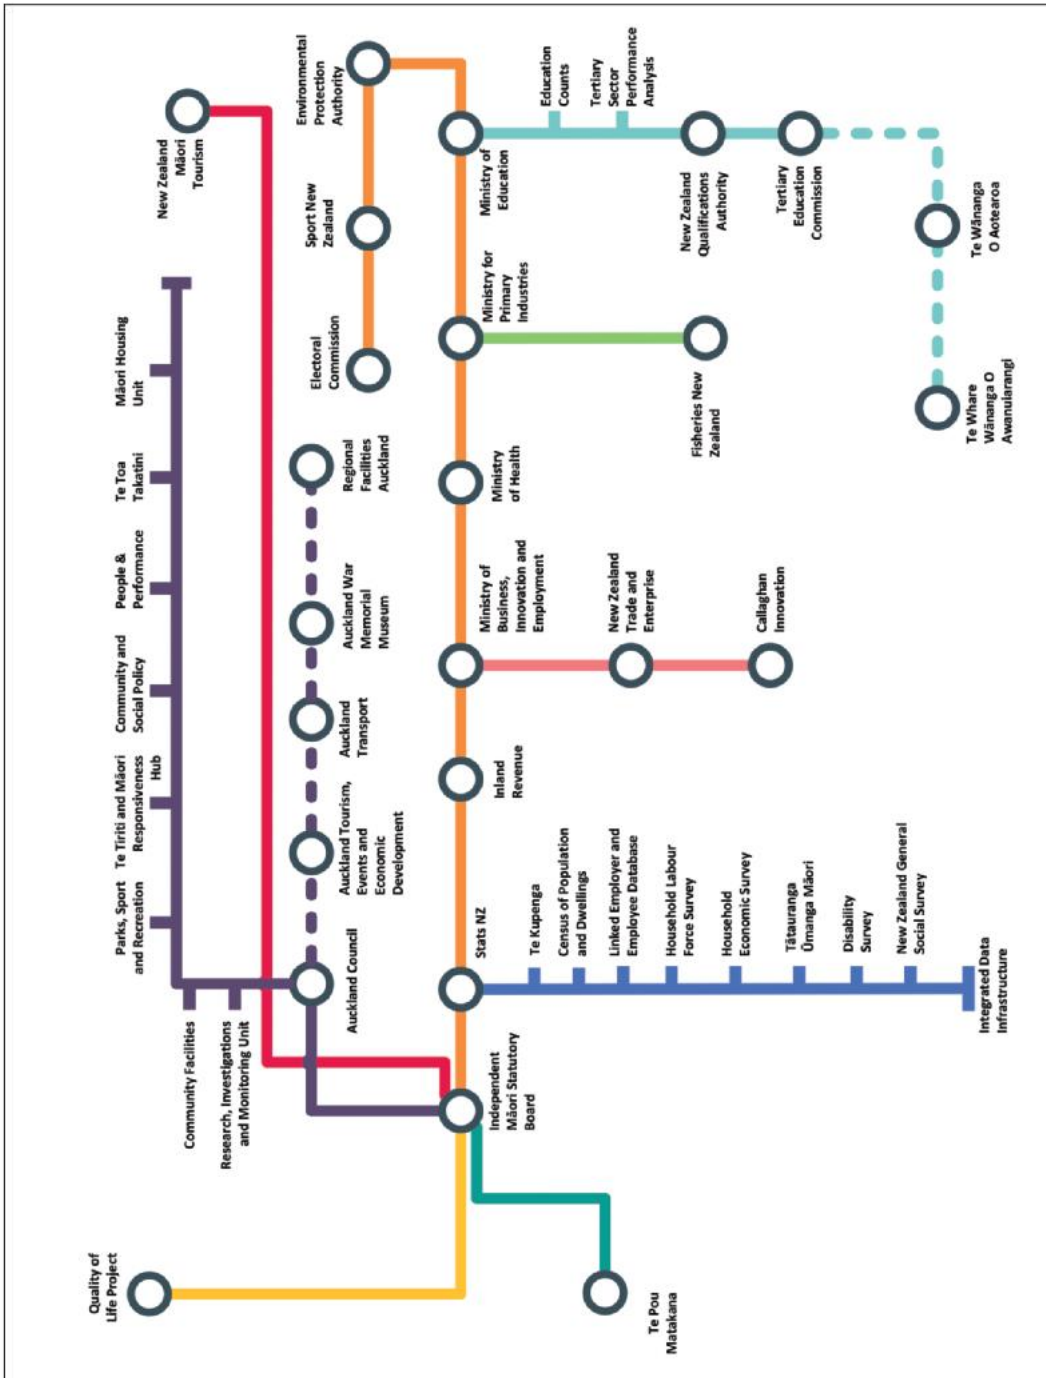 Quality of
Life Project
Te Pou
Matakana
Independent
Māori Statutory
Board
Community Facilities
Research, Investigations
and Monitoring Unit
Parks, Sport
and Recreation
Te Tiriti and Māori
Responsiveness
Hub
Community and
Social Policy
People &
Performance
Te Toa
Takatini
Māori Housing
Unit
New Zealand
Māori
Tourism
Auckland Council
Auckland Tourism,
Events and
Economic
Development
Auckland
Transport
Auckland War
Memorial
Museum
Regional
Facilities
Auckland
Electoral
Commission
Sport New
Zealand
Environmental
Protection
Authority
Stats NZ
Inland
Revenue
Ministry of
Business,
Innovation and
Employment
Ministry
of Health
Ministry for
Primary
Industries
Ministry of
Education
Te Kupenga
Census of Population
and Dwellings
Linked Employer and
Employee Database
Household Labour
Force Survey
Household
Economic Survey
Tātauranga
Ūmanga Māori
Disability
Survey
New Zealand General
Social Survey
Integrated Data
Infrastructure
New Zealand
Trade and
Enterprise
Callaghan
Innovation
Fisheries New
Zealand
Education
Counts
Tertiary
Sector
Performance
Analysis
New Zealand
Qualifications
Authority
Tertiary
Education
Commission
Te Wānanga
O Aotearoa
Te Whare
Wānanga O
Awanuiarangi